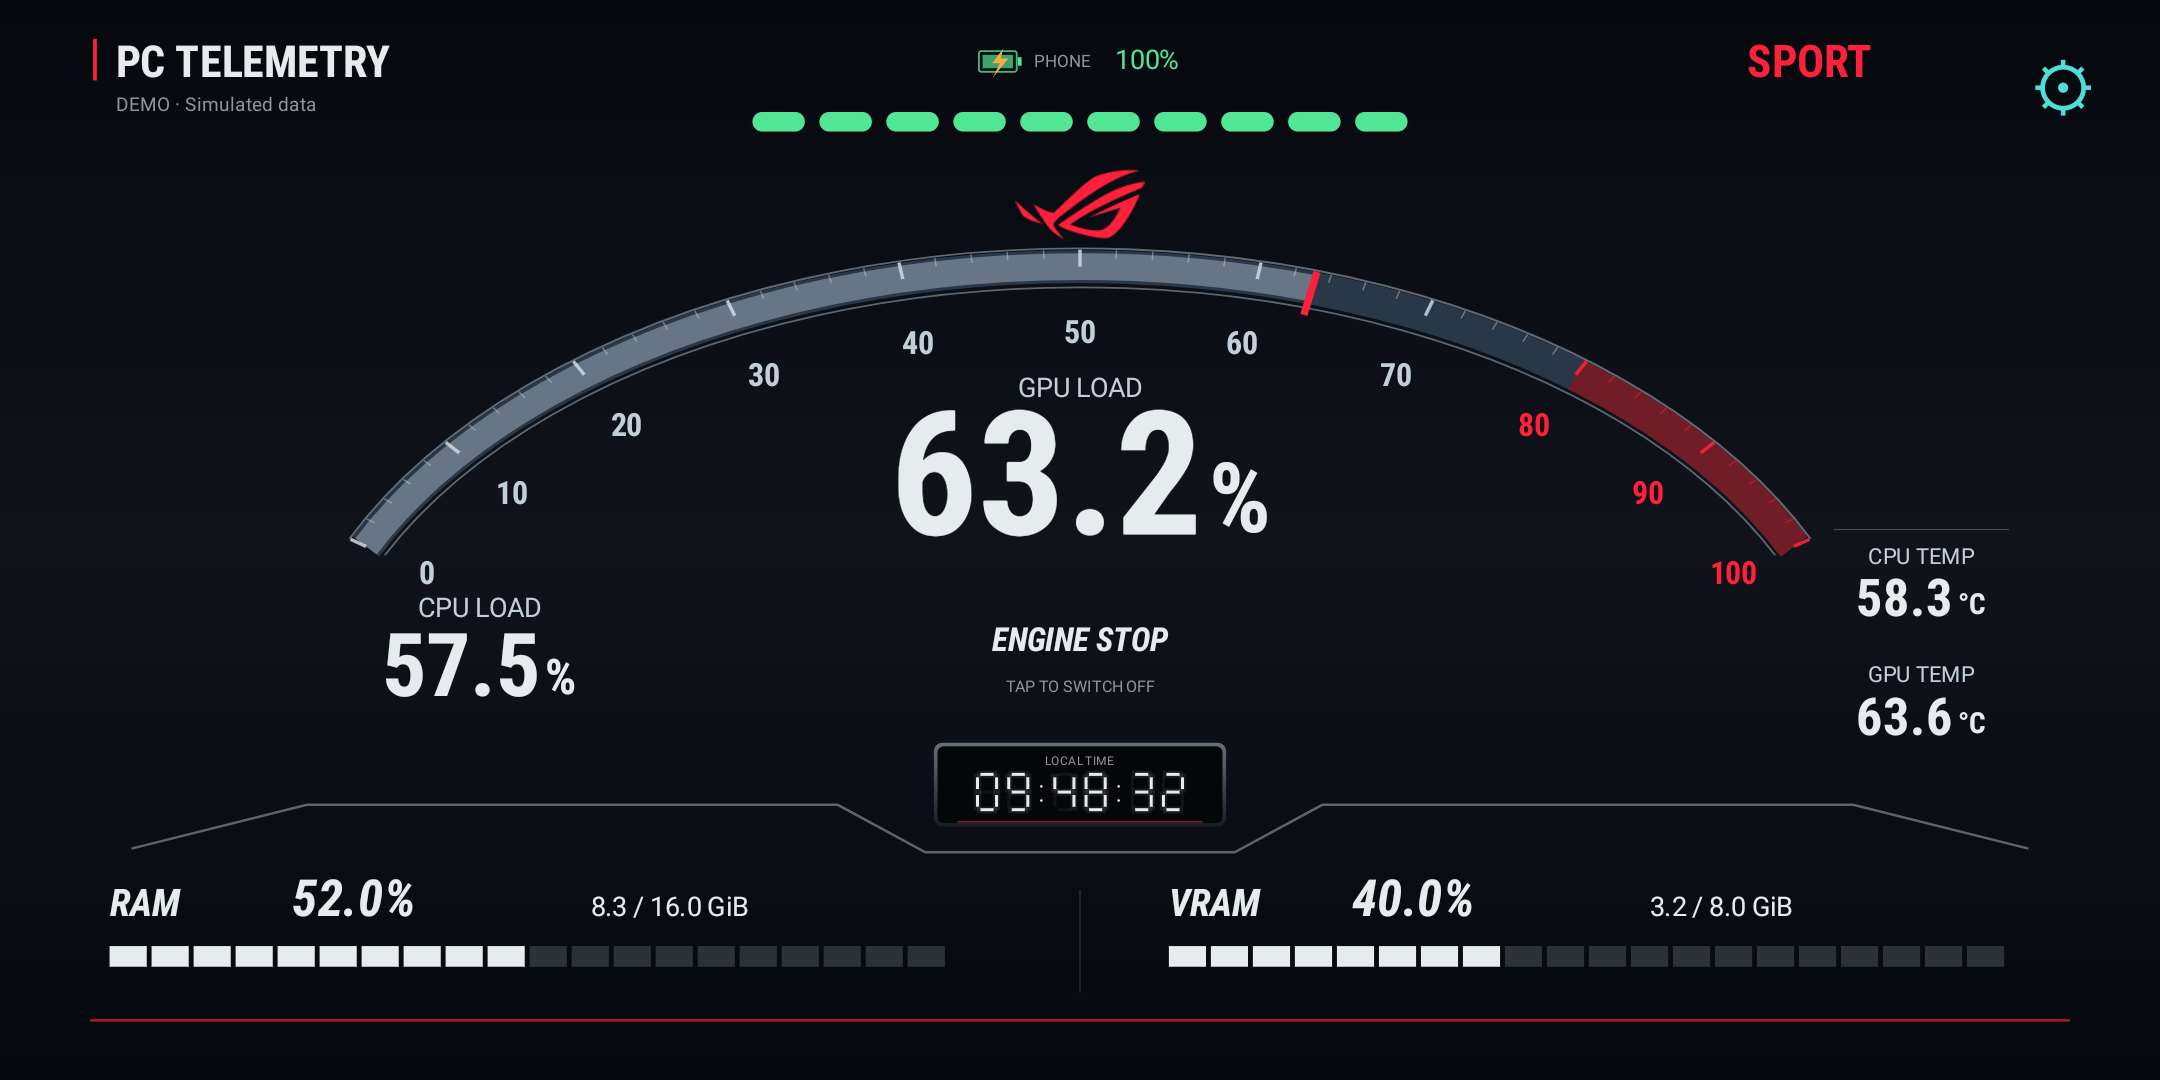 PC TELEMETRY
DEMO · Simulated data
PHONE 100%
SPORT
0
10
20
30
40
50
60
70
80
90
100
GPU LOAD
63.2%
CPU LOAD
57.5%
ENGINE STOP
TAP TO SWITCH OFF
CPU TEMP
58.3 °C
GPU TEMP
63.6 °C
LOCAL TIME
09:48:32
RAM 52.0% 8.3 / 16.0 GiB
VRAM 40.0% 3.2 / 8.0 GiB